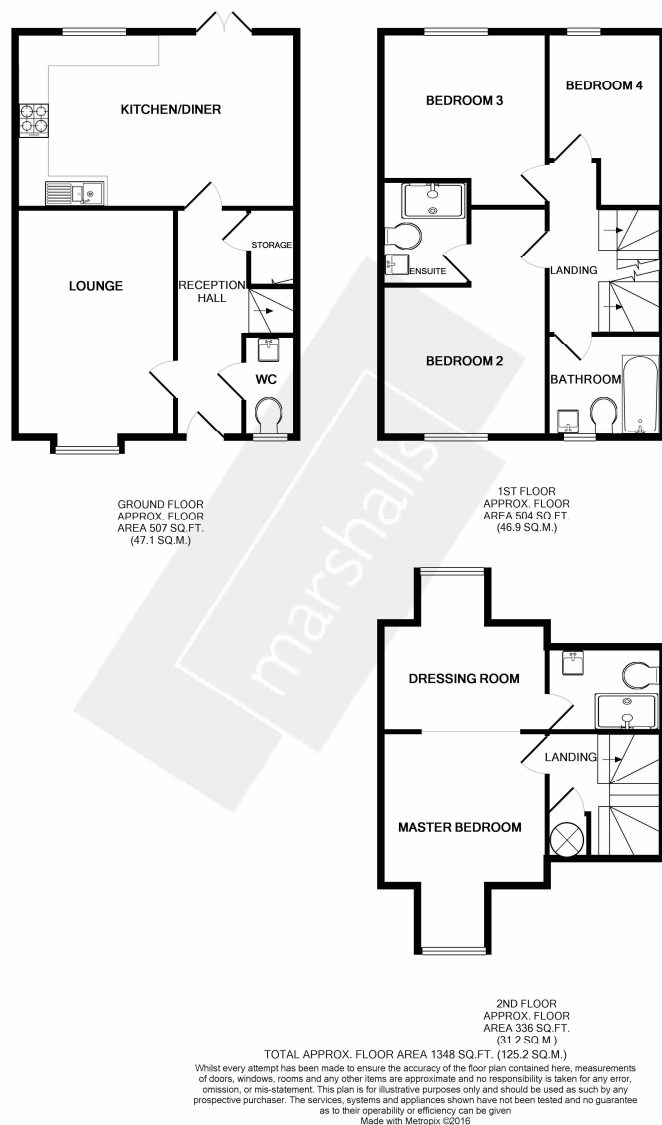 KITCHEN/DINER
LOUNGE
RECEPTION
HALL
STORAGE
WC
GROUND FLOOR
APPROX. FLOOR
AREA 507 SQ.FT.
(47.1 SQ.M.)
BEDROOM 3
BEDROOM 4
ENSUITE
LANDING
BEDROOM 2
BATHROOM
1ST FLOOR
APPROX. FLOOR
AREA 504 SQ.FT.
(46.9 SQ.M.)
marshalls
DRESSING ROOM
LANDING
MASTER BEDROOM
2ND FLOOR
APPROX. FLOOR
AREA 336 SQ.FT.
(31.2 SQ.M.)
TOTAL APPROX. FLOOR AREA 1348 SQ.FT. (125.2 SQ.M.)
Whilst every attempt has been made to ensure the accuracy of the floor plan contained here, measurements
of doors, windows, rooms and any other items are approximate and no responsibility is taken for any error,
omission, or mis-statement. This plan is for illustrative purposes only and should be used as such by any
prospective purchaser. The services, systems and appliances shown have not been tested and no guarantee
as to their operability or efficiency can be given
Made with Metropix ©2016